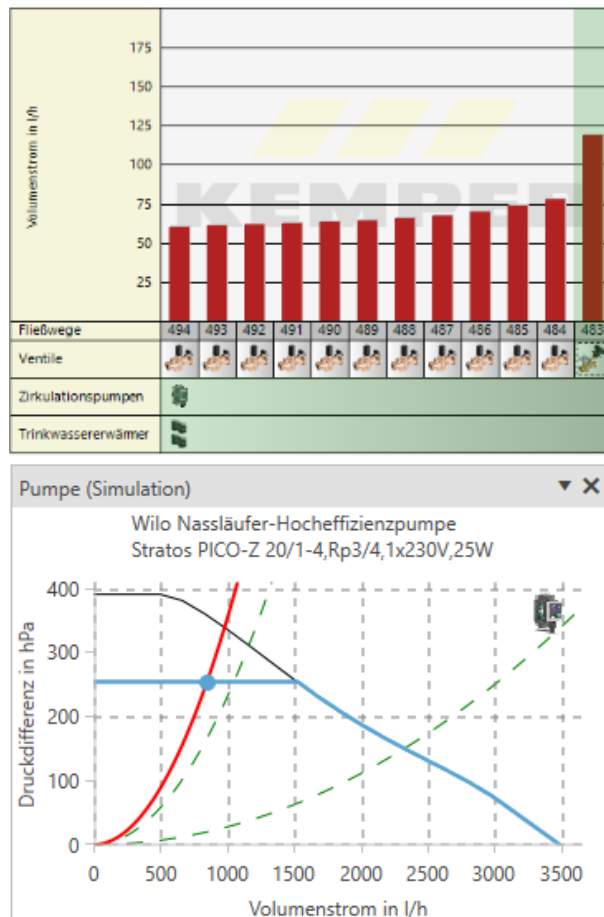 Volumenstrom in l/h
175
150
125
100
75
50
25
KEMPER
Fließwege 494 493 492 491 490 489 488 487 486 485 484 483
Ventile
Zirkulationspumpen
Trinkwassererwärmer
Pumpe (Simulation)
Wilo Nassläufer-Hocheffizienzpumpe
Stratos PICO-Z 20/1-4,Rp3/4,1x230V,25W
Druckdifferenz in hPa
400
300
200
100
0
0 500 1000 1500 2000 2500 3000 3500
Volumenstrom in l/h